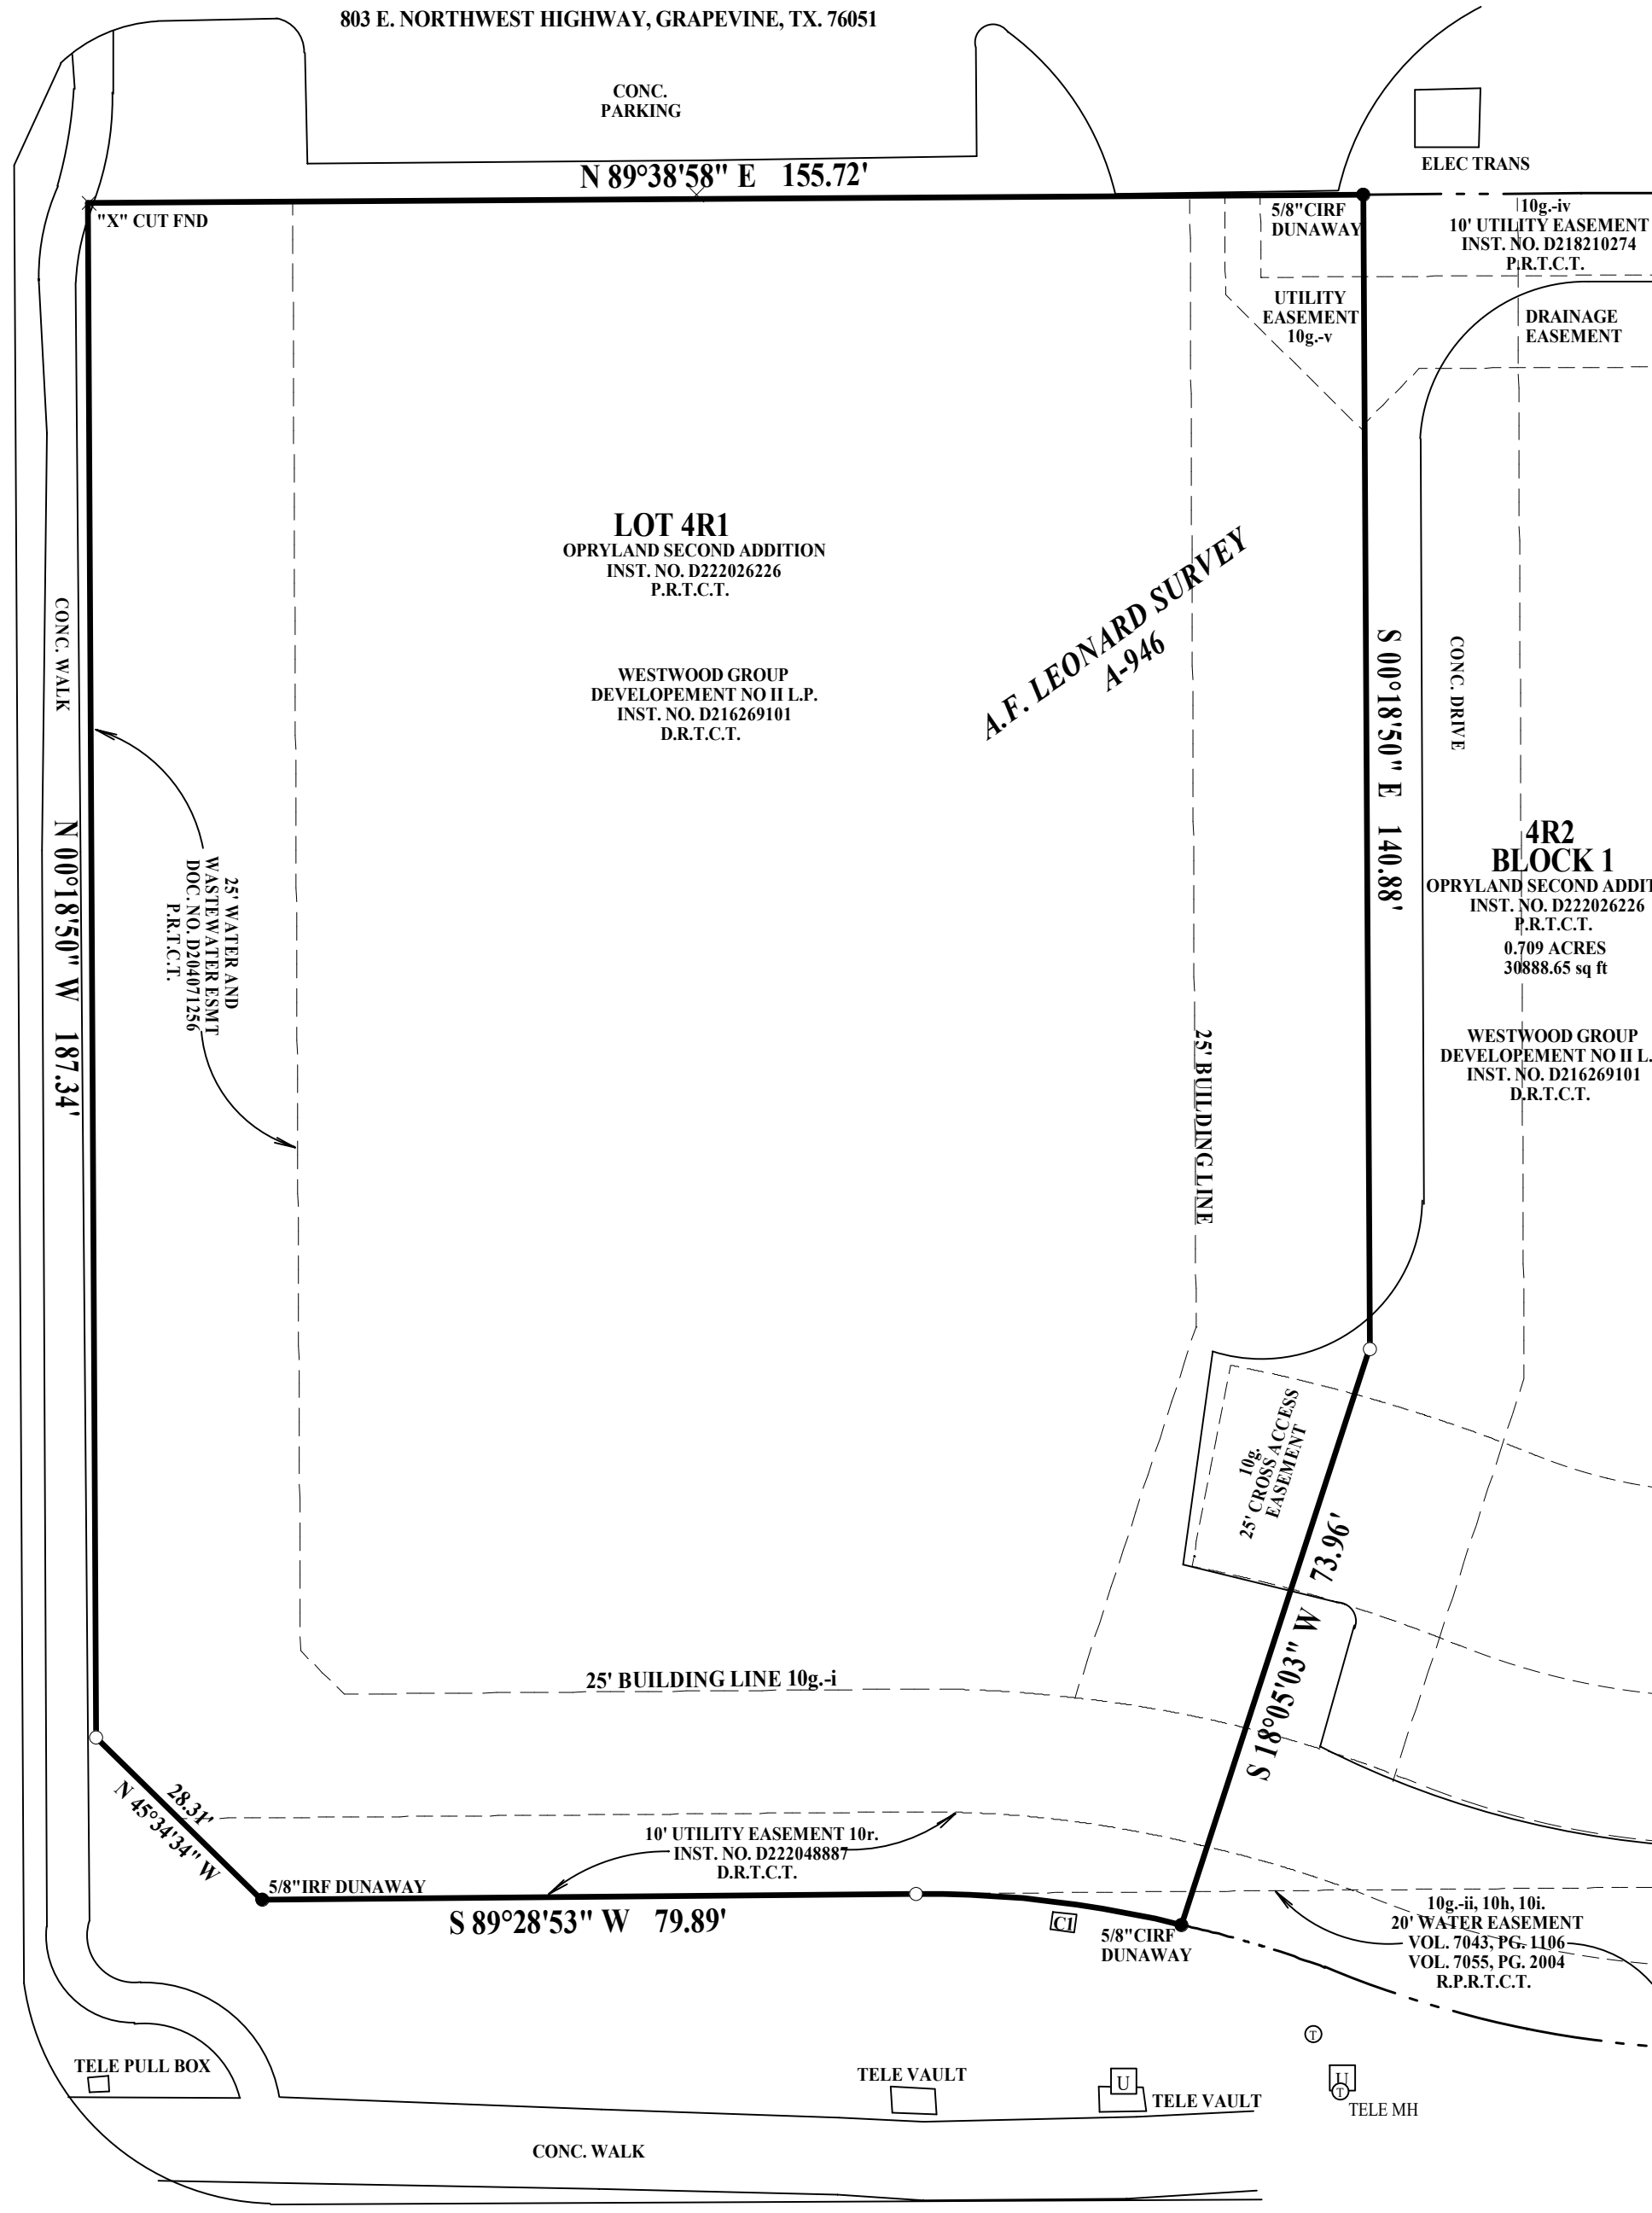 803 E. NORTHWEST HIGHWAY, GRAPEVINE, TX. 76051
CONC.
PARKING
ELEC TRANS
N 89°38'58" E 155.72'
"X" CUT FND
5/8"CIRF
DUNAWAY
10g.-iv
10' UTILITY EASEMENT
INST. NO. D218210274
P.R.T.C.T.
UTILITY
EASEMENT
10g.-v
DRAINAGE
EASEMENT
LOT 4R1
OPRYLAND SECOND ADDITION
INST. NO. D222026226
P.R.T.C.T.
WESTWOOD GROUP
DEVELOPEMENT NO II L.P.
INST. NO. D216269101
D.R.T.C.T.
A.F. LEONARD SURVEY
A-946
CONC. WALK
N 00°18'50" W 187.34'
25' WATER AND
WASTEWATER ESMT
DOC. NO. D204071256
P.R.T.C.T.
S 00°18'50" E 140.88'
CONC. DRIVE
4R2
BLOCK 1
OPRYLAND SECOND ADDIT
INST. NO. D222026226
P.R.T.C.T.
0.709 ACRES
30888.65 sq ft
WESTWOOD GROUP
DEVELOPEMENT NO II L.
INST. NO. D216269101
D.R.T.C.T.
25' BUILDING LINE
10g.
25' CROSS ACCESS
EASEMENT
S 18°05'03" W 73.96'
25' BUILDING LINE 10g.-i
28.31'
N 45°34'34" W
10' UTILITY EASEMENT 10r.
INST. NO. D222048887
D.R.T.C.T.
5/8"IRF DUNAWAY
S 89°28'53" W 79.89'
C1
5/8"CIRF
DUNAWAY
10g.-ii, 10h, 10i.
20' WATER EASEMENT
VOL. 7043, PG. 1106
VOL. 7055, PG. 2004
R.P.R.T.C.T.
T
TELE PULL BOX
TELE VAULT
U
TELE VAULT
U
T
TELE MH
CONC. WALK